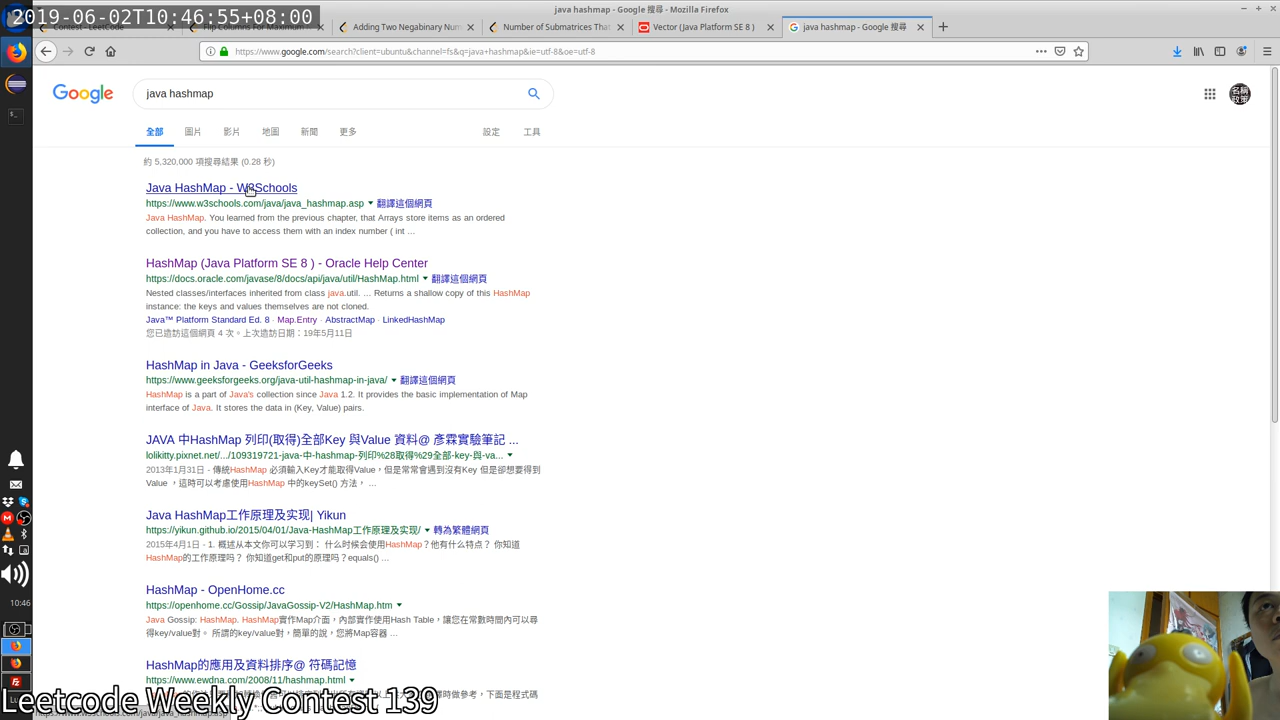 java hashmap - Google 搜尋 - Mozilla Firefox
2019-06-02T10:46:55+08:00
Contest - LeetCode
Flip Columns For Maximum
Adding Two Negabinary Num
Number of Submatrices That
Vector (Java Platform SE 8 )
java hashmap - Google 搜尋
https://www.google.com/search?client=ubuntu&channel=fs&q=java+hashmap&ie=utf-8&oe=utf-8
Google
java hashmap
全部 圖片 影片 地圖 新聞 更多 設定 工具
約 5,320,000 項搜尋結果 (0.28 秒)
Java HashMap - W3Schools
https://www.w3schools.com/java/java_hashmap.asp 翻譯這個網頁
Java HashMap. You learned from the previous chapter, that Arrays store items as an ordered
collection, and you have to access them with an index number ( int ...
HashMap (Java Platform SE 8 ) - Oracle Help Center
https://docs.oracle.com/javase/8/docs/api/java/util/HashMap.html 翻譯這個網頁
Nested classes/interfaces inherited from class java.util. ... Returns a shallow copy of this HashMap
instance: the keys and values themselves are not cloned.
Java™ Platform Standard Ed. 8 · Map.Entry · AbstractMap · LinkedHashMap
您已造訪這個網頁 4 次。上次造訪日期：19年5月11日
HashMap in Java - GeeksforGeeks
https://www.geeksforgeeks.org/java-util-hashmap-in-java/ 翻譯這個網頁
HashMap is a part of Java's collection since Java 1.2. It provides the basic implementation of Map
interface of Java. It stores the data in (Key, Value) pairs.
JAVA 中HashMap 列印(取得)全部Key 與Value 資料@ 彥霖實驗筆記 ...
lolikitty.pixnet.net/.../109319721-java-中-hashmap-列印%28取得%29全部-key-與-va...
2013年1月31日 - 傳統HashMap 必須輸入Key才能取得Value，但是常常會遇到沒有Key 但是卻想要得到
Value ，這時可以考慮使用HashMap 中的keySet() 方法， ...
Java HashMap工作原理及实现| Yikun
https://yikun.github.io/2015/04/01/Java-HashMap工作原理及实现/ 轉為繁體網頁
2015年4月1日 - 1. 概述从本文你可以学习到： 什么时候会使用HashMap？他有什么特点？ 你知道
HashMap的工作原理吗？ 你知道get和put的原理吗？equals() ...
HashMap - OpenHome.cc
https://openhome.cc/Gossip/JavaGossip-V2/HashMap.htm
Java Gossip: HashMap. HashMap實作Map介面，內部實作使用Hash Table，讓您在常數時間內可以尋
得key/value對。 所謂的key/value對，簡單的說，您將Map容器 ...
HashMap的應用及資料排序@ 符碼記憶
https://www.ewdna.com/2008/11/hashmap.html
10:46
Leetcode Weekly Contest 139